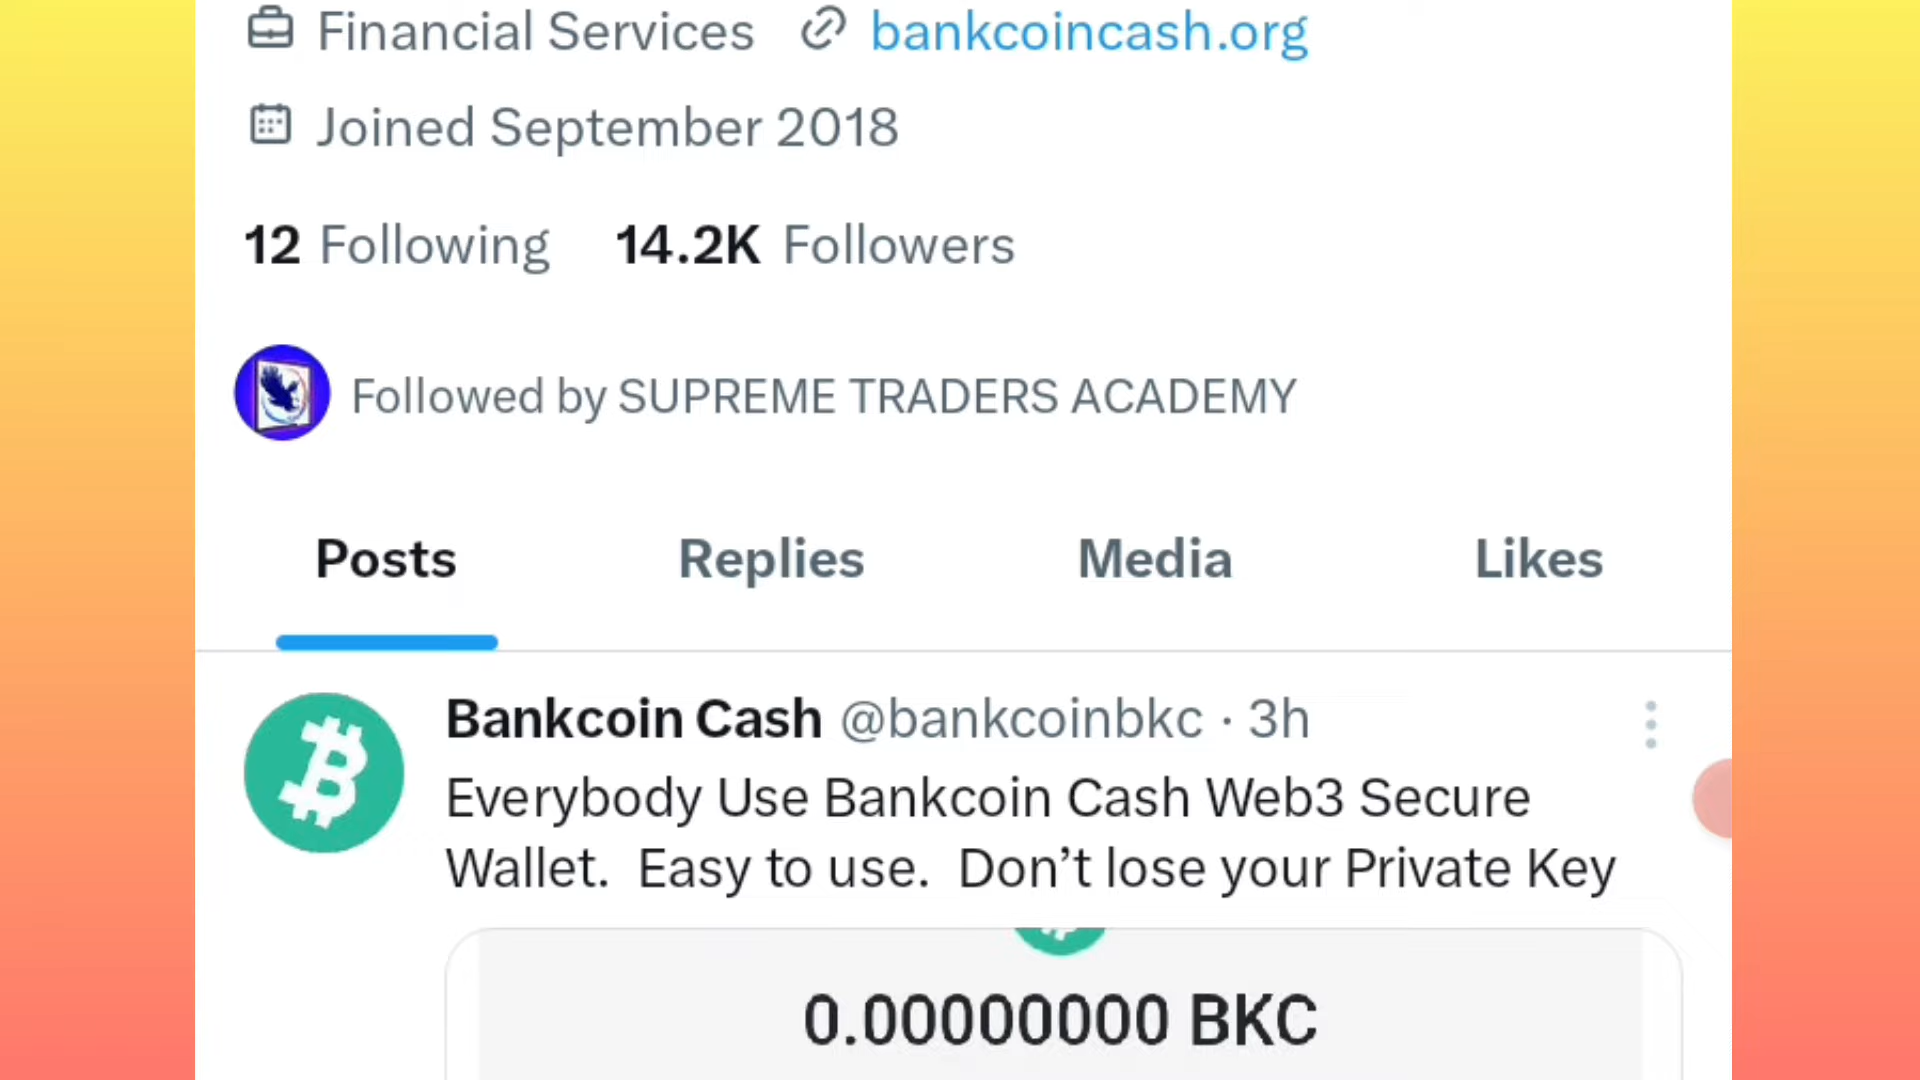 Financial Services bankcoincash.org
Joined September 2018
12 Following 14.2K Followers
Followed by SUPREME TRADERS ACADEMY
Posts Replies Media Likes
Bankcoin Cash @bankcoinbkc · 3h
Everybody Use Bankcoin Cash Web3 Secure
Wallet. Easy to use. Don’t lose your Private Key
0.00000000 BKC